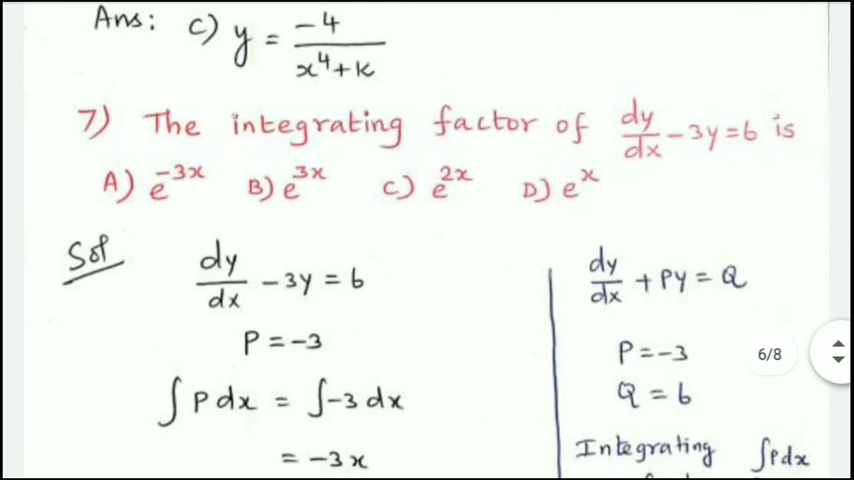 Ans: C) y = -4/(x⁴+k)
7) The integrating factor of dy/dx - 3y = 6 is
A) e^-3x B) e^3x C) e^2x D) e^x
Sol
dy/dx - 3y = 6
P = -3
∫ P dx = ∫ -3 dx
= -3x
dy/dx + Py = Q
P = -3
Q = 6
Integrating ∫Pdx
6/8